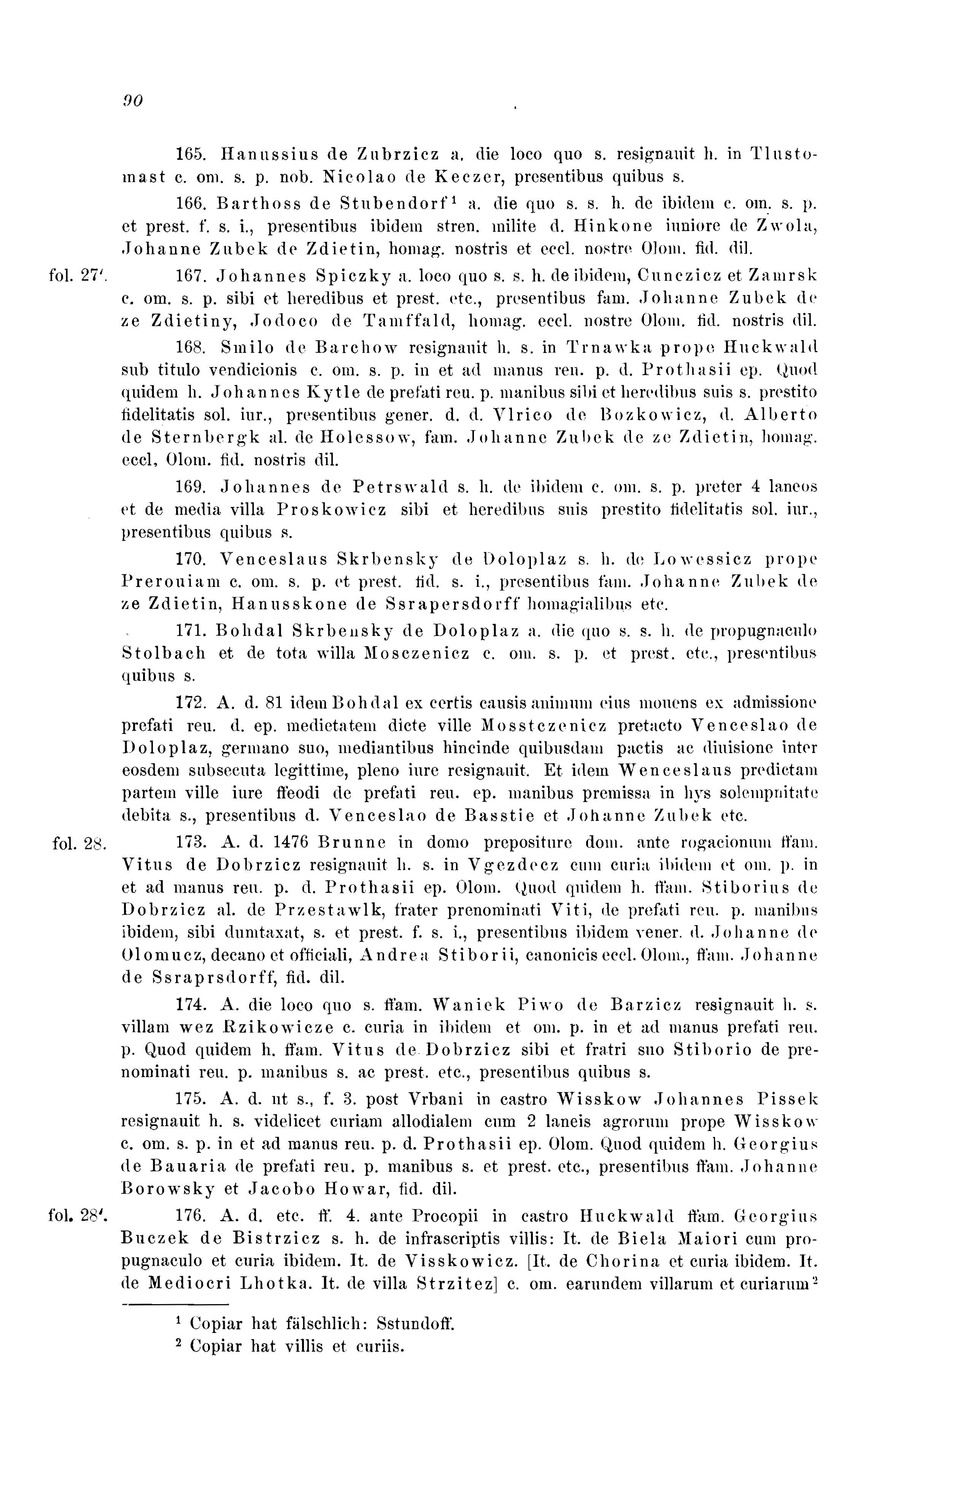 90
165. Hanussius de Zubrzicz a. die loco quo s. resignauit h. in Tlusto-
mast c. om. s. p. nob. Nicolao de Keczer, presentibus quibus s.
166. Barthoss de Stubendorf¹ a. die quo s. s. h. de ibidem c. om. s. p.
et prest. f. s. i., presentibus ibidem stren. milite d. Hinkone iuniore de Zwola,
Johanne Zubek de Zdietin, homag. nostris et eccl. nostre Olom. fid. dil.
fol. 27'. 167. Johannes Spiczky a. loco quo s. s. h. de ibidem, Cunczicz et Zamrsk
c. om. s. p. sibi et heredibus et prest. etc., presentibus fam. Johanne Zubek de
ze Zdietiny, Jodoco de Tamffald, homag. eccl. nostre Olom. fid. nostris dil.
168. Smilo de Barchow resignauit h. s. in Trnawka prope Huckwald
sub titulo vendicionis c. om. s. p. in et ad manus reu. p. d. Prothasii ep. Quod
quidem h. Johannes Kytle de prefati reu. p. manibus sibi et heredibus suis s. prestito
fidelitatis sol. iur., presentibus gener. d. d. Vlrico de Bozkowicz, d. Alberto
de Sternbergk al. de Holessow, fam. Johanne Zubek de ze Zdietin, homag.
eccl, Olom. fid. nostris dil.
169. Johannes de Petrswald s. h. de ibidem c. om. s. p. preter 4 laneos
et de media villa Proskowicz sibi et heredibus suis prestito fidelitatis sol. iur.,
presentibus quibus s.
170. Venceslaus Skrbensky de Doloplaz s. h. de Lowessicz prope
Prerouiam c. om. s. p. et prest. fid. s. i., presentibus fam. Johanne Zubek de
ze Zdietin, Hanusskone de Ssrapersdorff homagialibus etc.
171. Bohdal Skrbensky de Doloplaz a. die quo s. s. h. de propugnaculo
Stolbach et de tota willa Mosczenicz c. om. s. p. et prest. etc., presentibus
quibus s.
172. A. d. 81 idem Bohdal ex certis causis animum eius mouens ex admissione
prefati reu. d. ep. medietatem dicte ville Mosstczenicz pretacto Venceslao de
Doloplaz, germano suo, mediantibus hincinde quibusdam pactis ac diuisione inter
eosdem subsecuta legittime, pleno iure resignauit. Et idem Wenceslaus predictam
partem ville iure ffeodi de prefati reu. ep. manibus premissa in hys solempnitate
debita s., presentibus d. Venceslao de Basstie et Johanne Zubek etc.
fol. 28. 173. A. d. 1476 Brunne in domo prepositure dom. ante rogacionum ffam.
Vitus de Dobrzicz resignauit h. s. in Vgezdecz cum curia ibidem et om. p. in
et ad manus reu. p. d. Prothasii ep. Olom. Quod quidem h. ffam. Stiborius de
Dobrzicz al. de Przestawlk, frater prenominati Viti, de prefati reu. p. manibus
ibidem, sibi dumtaxat, s. et prest. f. s. i., presentibus ibidem vener. d. Johanne de
Olomucz, decano et officiali, Andrea Stiborii, canonicis eccl. Olom., ffam. Johanne
de Ssraprsdorff, fid. dil.
174. A. die loco quo s. ffam. Waniek Piwo de Barzicz resignauit h. s.
villam wez Rzikowicze c. curia in ibidem et om. p. in et ad manus prefati reu.
p. Quod quidem h. ffam. Vitus de Dobrzicz sibi et fratri suo Stiborio de pre-
nominati reu. p. manibus s. ac prest. etc., presentibus quibus s.
175. A. d. ut s., f. 3. post Vrbani in castro Wisskow Johannes Pissek
resignauit h. s. videlicet curiam allodialem cum 2 laneis agrorum prope Wisskow
c. om. s. p. in et ad manus reu. p. d. Prothasii ep. Olom. Quod quidem h. Georgius
de Bauaria de prefati reu. p. manibus s. et prest. etc., presentibus ffam. Johanne
Borowsky et Jacobo Howar, fid. dil.
fol. 28'. 176. A. d. etc. ff. 4. ante Procopii in castro Huckwald ffam. Georgius
Buczek de Bistrzicz s. h. de infrascriptis villis: It. de Biela Maiori cum pro-
pugnaculo et curia ibidem. It. de Visskowicz. [It. de Chorina et curia ibidem. It.
de Mediocri Lhotka. It. de villa Strzitez] c. om. earundem villarum et curiarum²
¹ Copiar hat fälschlich: Sstundoff.
² Copiar hat villis et curiis.